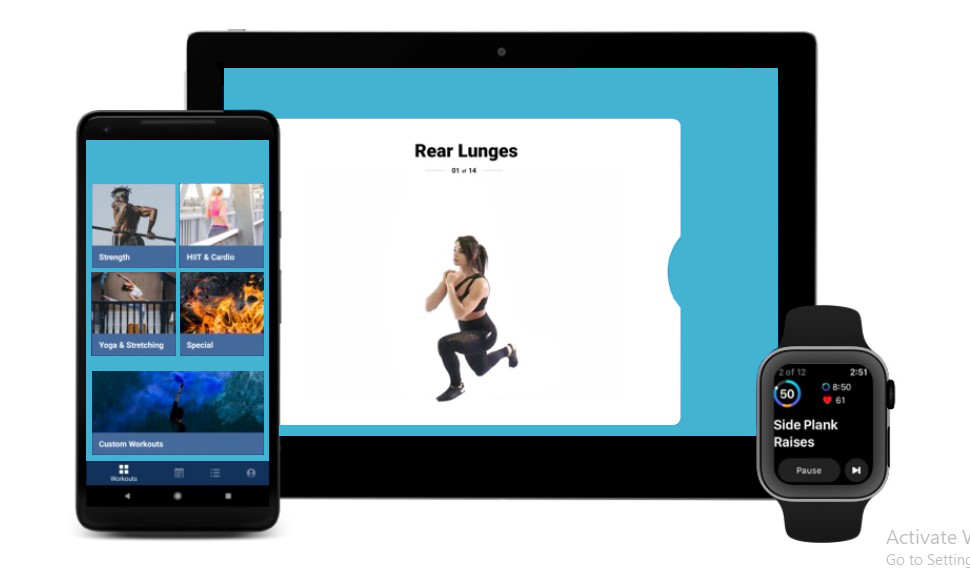 Rear Lunges
01 of 14
Strength
HIIT & Cardio
Yoga & Stretching
Special
Custom Workouts
Workouts
2 of 12
2:51
50
8:50
61
Side Plank
Raises
Pause
Activate
Go to Setting